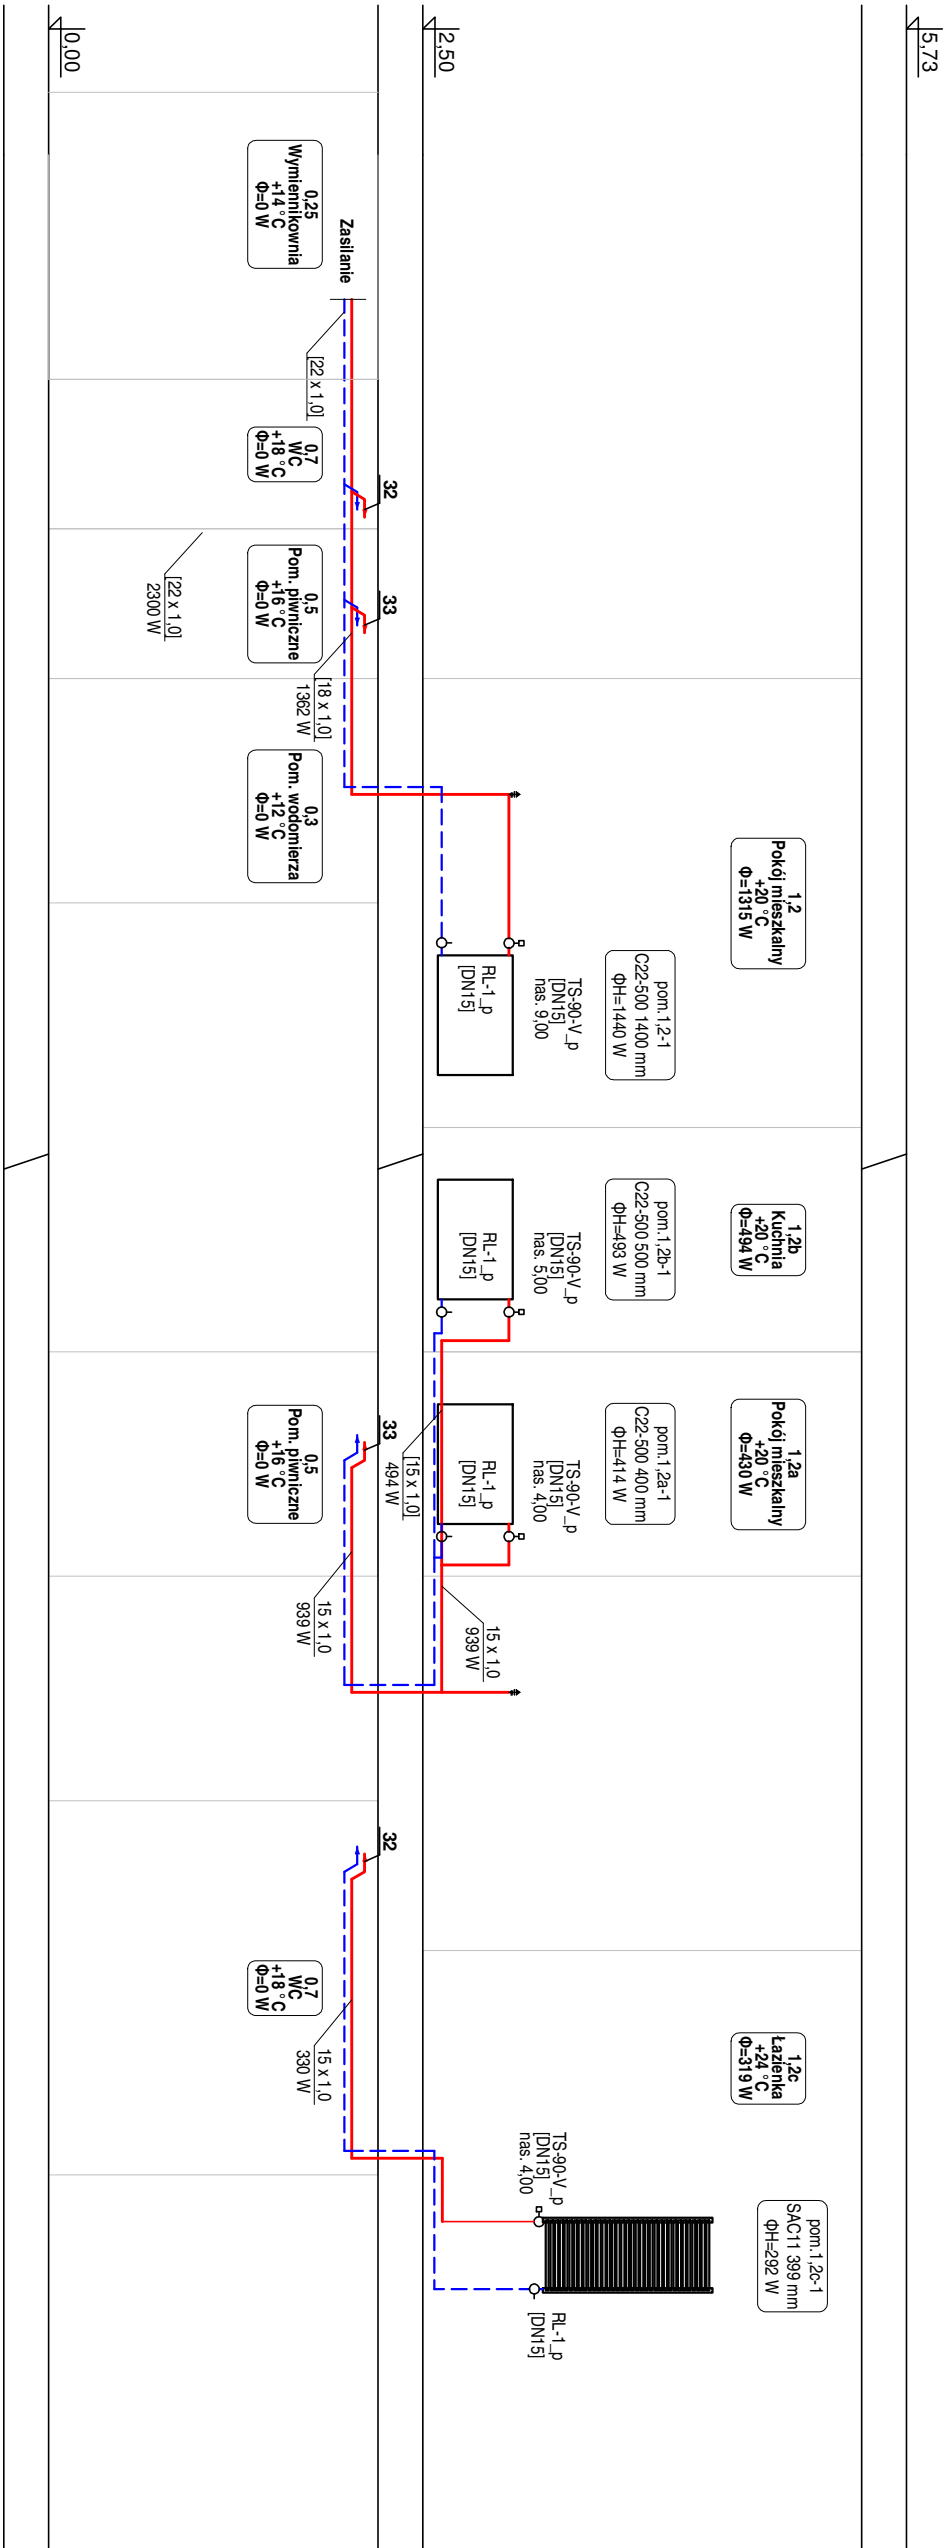 5,73
2,50
0,00
1,2
Pokój mieszkalny
+20 °C
Φ=1315 W
pom.1,2-1
C22-500 1400 mm
ΦH=1440 W
TS-90-V_p
[DN15]
nas. 9,00
RL-1_p
[DN15]
1,2b
Kuchnia
+20 °C
Φ=494 W
pom.1,2b-1
C22-500 500 mm
ΦH=493 W
TS-90-V_p
[DN15]
nas. 5,00
RL-1_p
[DN15]
1,2a
Pokój mieszkalny
+20 °C
Φ=430 W
pom.1,2a-1
C22-500 400 mm
ΦH=414 W
TS-90-V_p
[DN15]
nas. 4,00
RL-1_p
[DN15]
[15 x 1,0]
494 W
15 x 1,0
939 W
1,2c
Łazienka
+24 °C
Φ=319 W
pom.1,2c-1
SAC11 399 mm
ΦH=292 W
TS-90-V_p
[DN15]
nas. 4,00
RL-1_p
[DN15]
Zasilanie
0,25
Wymiennikownia
+14 °C
Φ=0 W
[22 x 1,0]
32
0,7
WC
+18 °C
Φ=0 W
[22 x 1,0]
2300 W
33
0,5
Pom. piwniczne
+16 °C
Φ=0 W
[18 x 1,0]
1362 W
0,3
Pom. wodomierza
+12 °C
Φ=0 W
33
0,5
Pom. piwniczne
+16 °C
Φ=0 W
15 x 1,0
939 W
32
0,7
WC
+18 °C
Φ=0 W
15 x 1,0
330 W